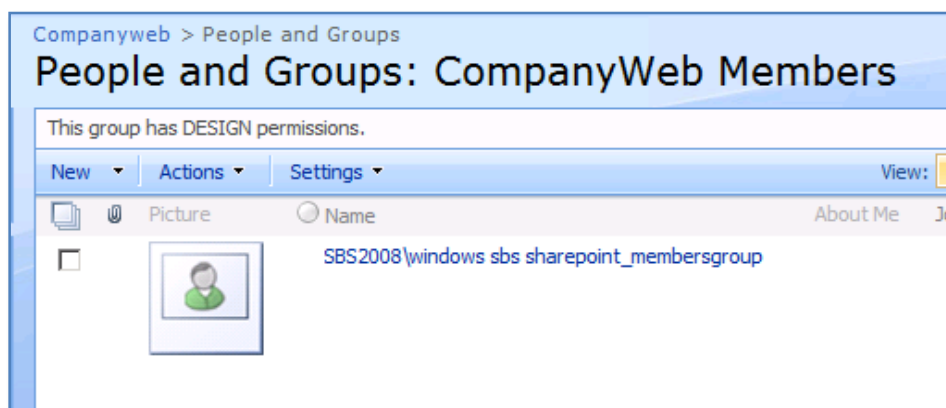 Companyweb > People and Groups
People and Groups: CompanyWeb Members
This group has DESIGN permissions.
New Actions Settings View:
Picture Name About Me
SBS2008\windows sbs sharepoint_membersgroup